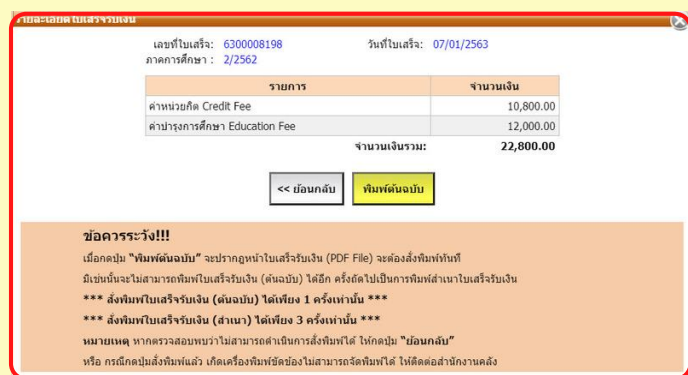 รายละเอียดใบเสร็จรับเงิน
เลขที่ใบเสร็จ: 6300008198 วันที่ใบเสร็จ: 07/01/2563
ภาคการศึกษา : 2/2562
รายการ จำนวนเงิน
ค่าหน่วยกิต Credit Fee 10,800.00
ค่าบำรุงการศึกษา Education Fee 12,000.00
จำนวนเงินรวม: 22,800.00
<< ย้อนกลับ พิมพ์ต้นฉบับ
ข้อควรระวัง!!!
เมื่อกดปุ่ม "พิมพ์ต้นฉบับ" จะปรากฎหน้าใบเสร็จรับเงิน (PDF File) จะต้องสั่งพิมพ์ทันที
มิเช่นนั้นจะไม่สามารถพิมพ์ใบเสร็จรับเงิน (ต้นฉบับ) ได้อีก ครั้งถัดไปเป็นการพิมพ์สำเนาใบเสร็จรับเงิน
*** สั่งพิมพ์ใบเสร็จรับเงิน (ต้นฉบับ) ได้เพียง 1 ครั้งเท่านั้น ***
*** สั่งพิมพ์ใบเสร็จรับเงิน (สำเนา) ได้เพียง 3 ครั้งเท่านั้น ***
หมายเหตุ หากตรวจสอบพบว่าไม่สามารถดำเนินการสั่งพิมพ์ได้ ให้กดปุ่ม "ย้อนกลับ"
หรือ กรณีกดปุ่มสั่งพิมพ์แล้ว เกิดเครื่องพิมพ์ขัดข้องไม่สามารถจัดพิมพ์ได้ ให้ติดต่อสำนักงานคลัง